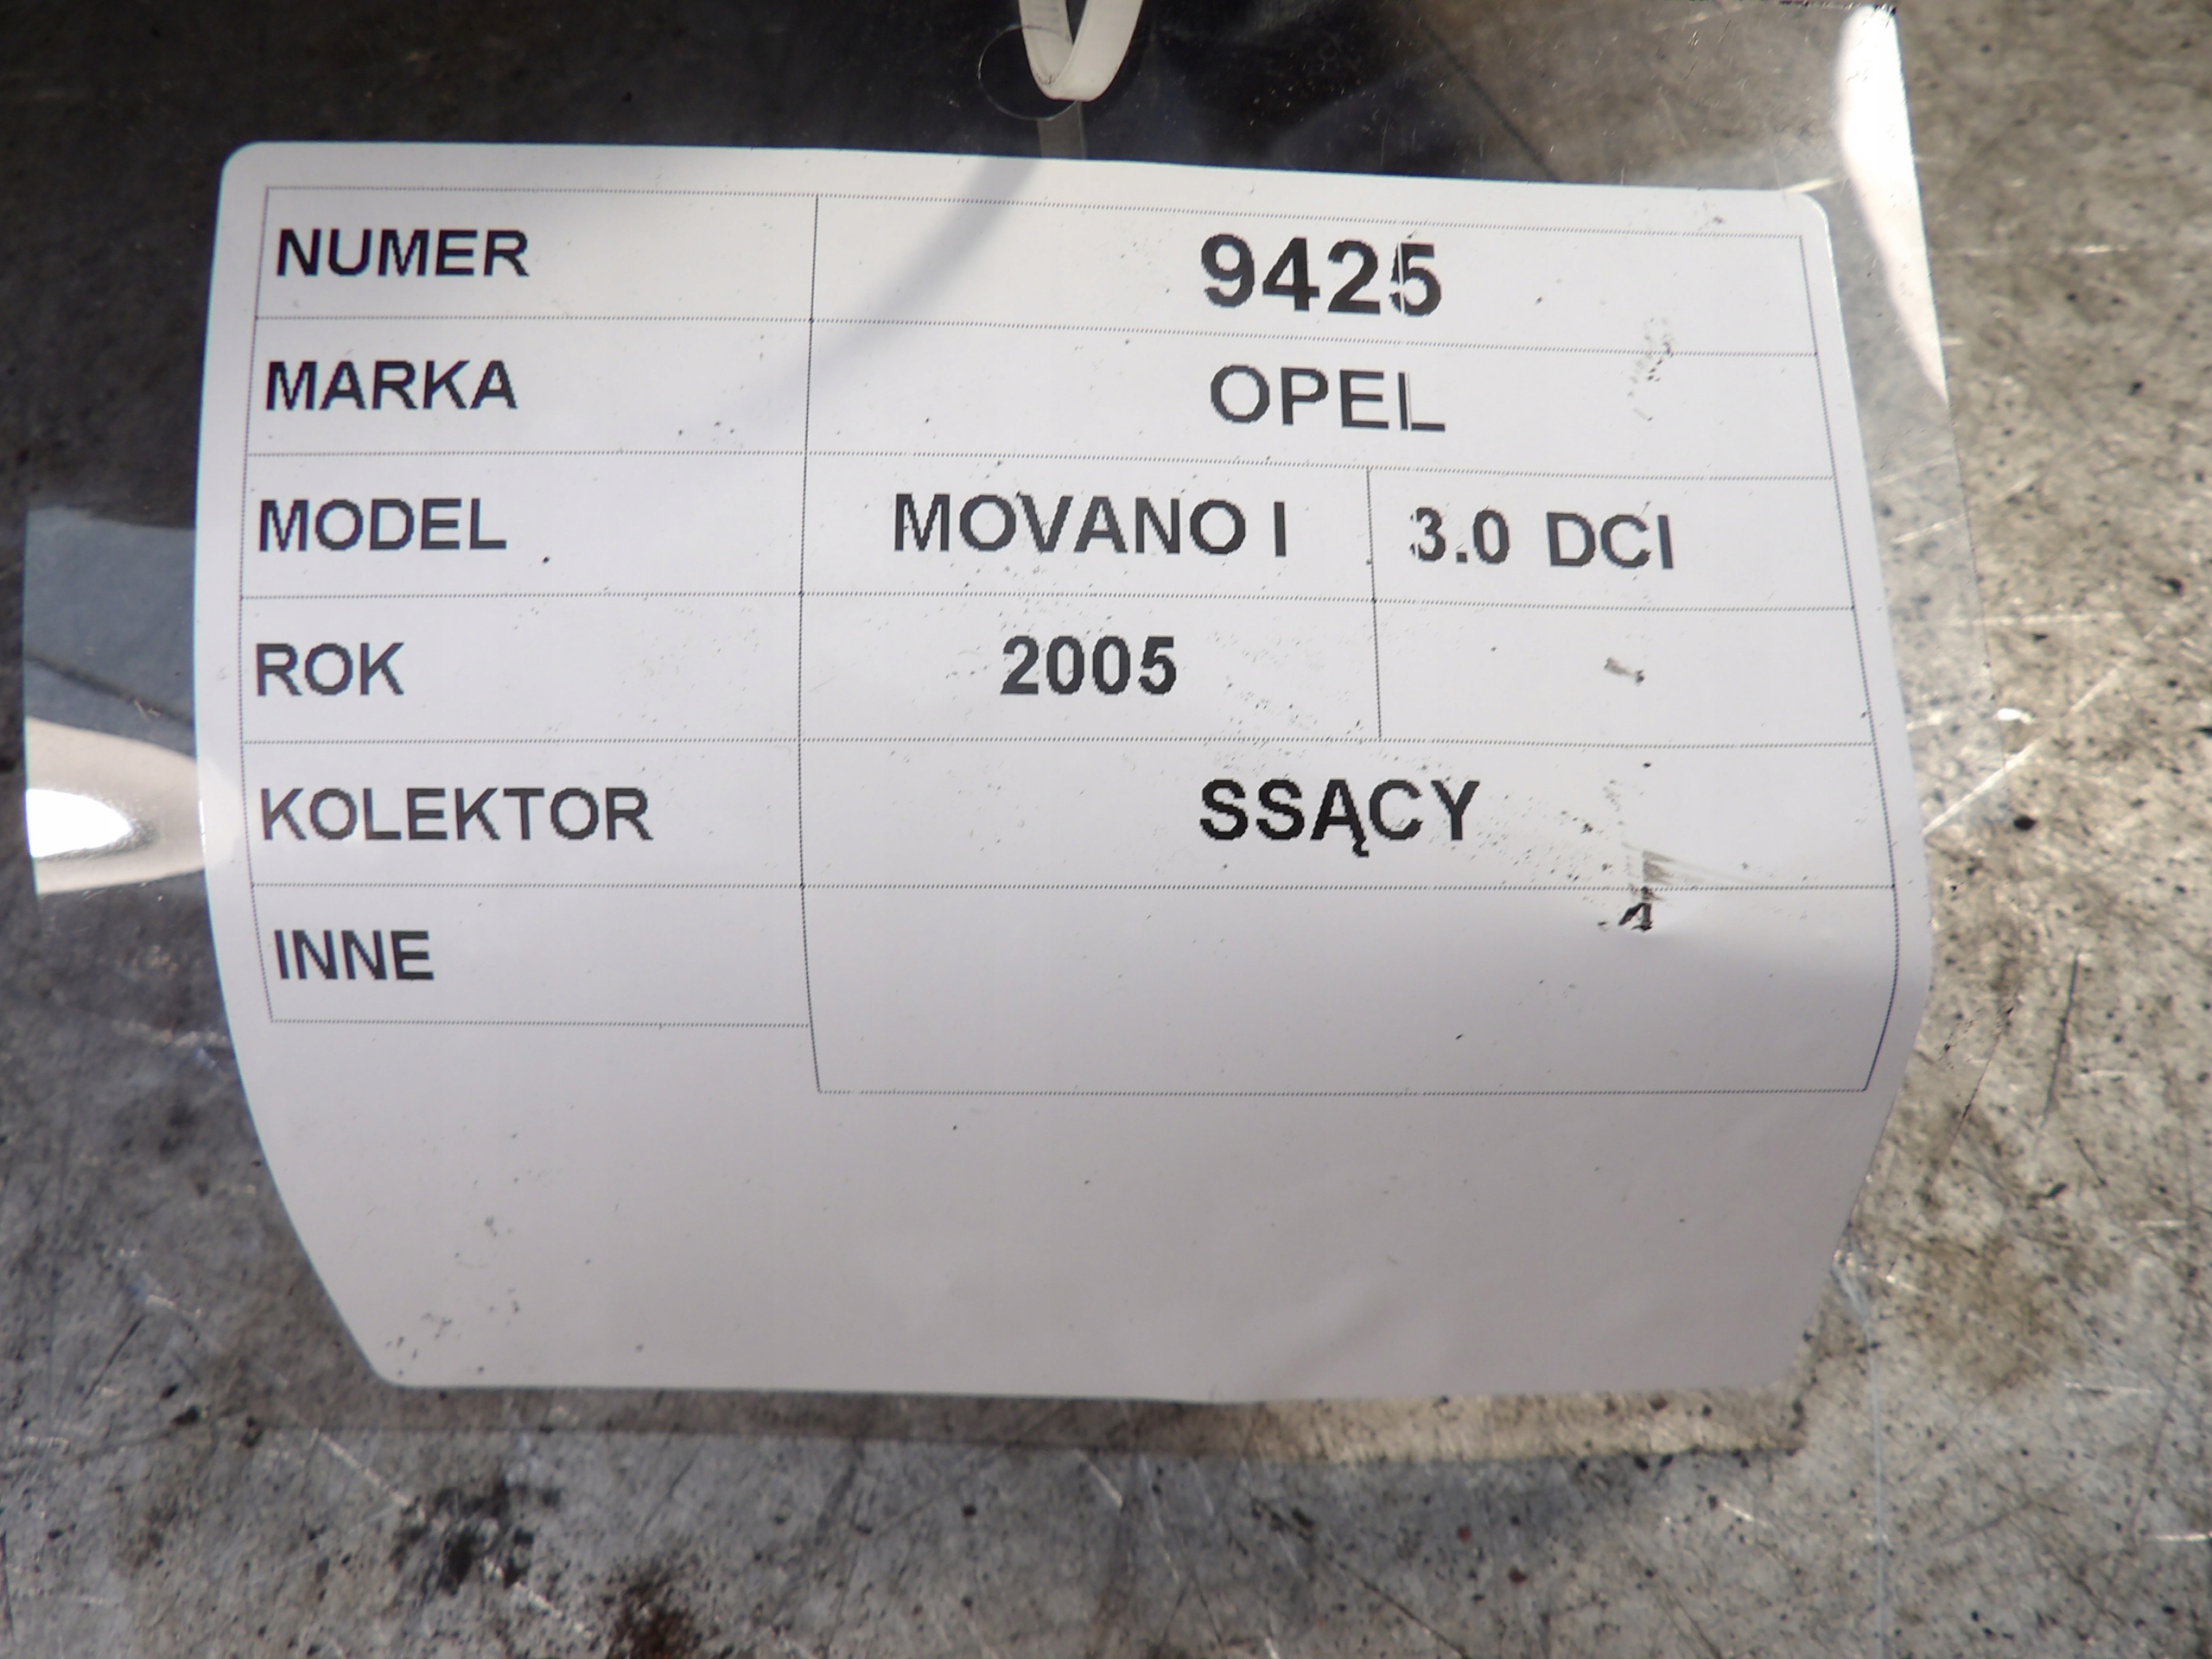 NUMER 9425
MARKA OPEL
MODEL MOVANO I 3.0 DCI
ROK 2005
KOLEKTOR SSĄCY
INNE